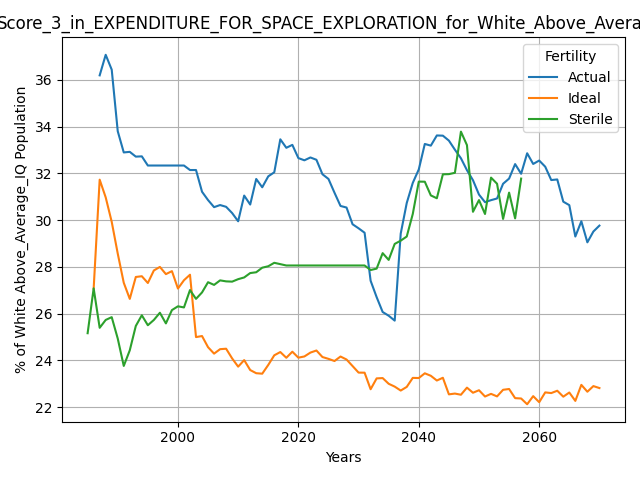 Score_3_in_EXPENDITURE_FOR_SPACE_EXPLORATION_for_White_Above_Avera
Fertility
Actual
Ideal
Sterile
% of White Above_Average_IQ Population
36
34
32
30
28
26
24
22
2000 2020 2040 2060
Years